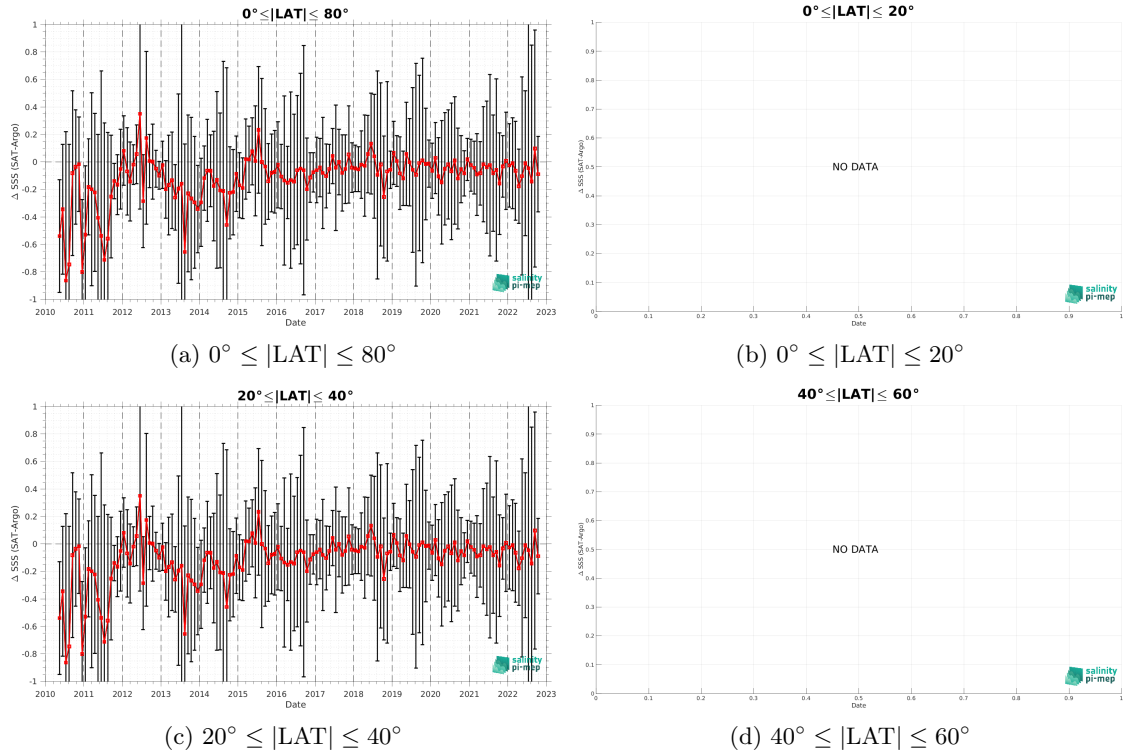 0°≤|LAT|≤ 80°
1
0.8
0.6
0.4
0.2
0
-0.2
-0.4
-0.6
-0.8
-1
Δ SSS (SAT-Argo)
2010 2011 2012 2013 2014 2015 2016 2017 2018 2019 2020 2021 2022 2023
Date
salinity
pi-mep
(a) 0° ≤ |LAT| ≤ 80°
0°≤|LAT|≤ 20°
1
0.9
0.8
0.7
0.6
0.5
0.4
0.3
0.2
0.1
0
Δ SSS (SAT-Argo)
NO DATA
0 0.1 0.2 0.3 0.4 0.5 0.6 0.7 0.8 0.9 1
Date
salinity
pi-mep
(b) 0° ≤ |LAT| ≤ 20°
20°≤|LAT|≤ 40°
1
0.8
0.6
0.4
0.2
0
-0.2
-0.4
-0.6
-0.8
-1
Δ SSS (SAT-Argo)
2010 2011 2012 2013 2014 2015 2016 2017 2018 2019 2020 2021 2022 2023
Date
salinity
pi-mep
(c) 20° ≤ |LAT| ≤ 40°
40°≤|LAT|≤ 60°
1
0.9
0.8
0.7
0.6
0.5
0.4
0.3
0.2
0.1
0
Δ SSS (SAT-Argo)
NO DATA
0 0.1 0.2 0.3 0.4 0.5 0.6 0.7 0.8 0.9 1
Date
salinity
pi-mep
(d) 40° ≤ |LAT| ≤ 60°